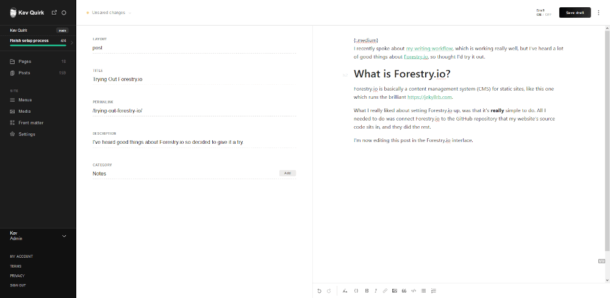 Kev Quirk
Unsaved changes
Draft
Save draft
Kev Quirk
Finish setup process
Pages
Posts
SITE
Menus
Media
Front matter
Settings
Kev
Admin
MY ACCOUNT
TERMS
PRIVACY
SIGN OUT
LAYOUT
post
TITLE
Trying Out Forestry.io
PERMALINK
/trying-out-forestry-io/
DESCRIPTION
I've heard good things about Forestry.io so decided to give it a try.
CATEGORY
Notes
I recently spoke about my writing workflow, which is working really well, but I've heard a lot
of good things about Forestry.io, so thought I'd try it out.
What is Forestry.io?
Forestry.io is basically a content management system (CMS) for static sites, like this one
which runs the brilliant
What I really liked about setting Forestry.io up, was that it's really simple to do. All I
needed to do was connect Forestry.io to the GitHub repository that my website's source
code sits in, and they did the rest.
I'm now editing this post in the Forestry.io interface.